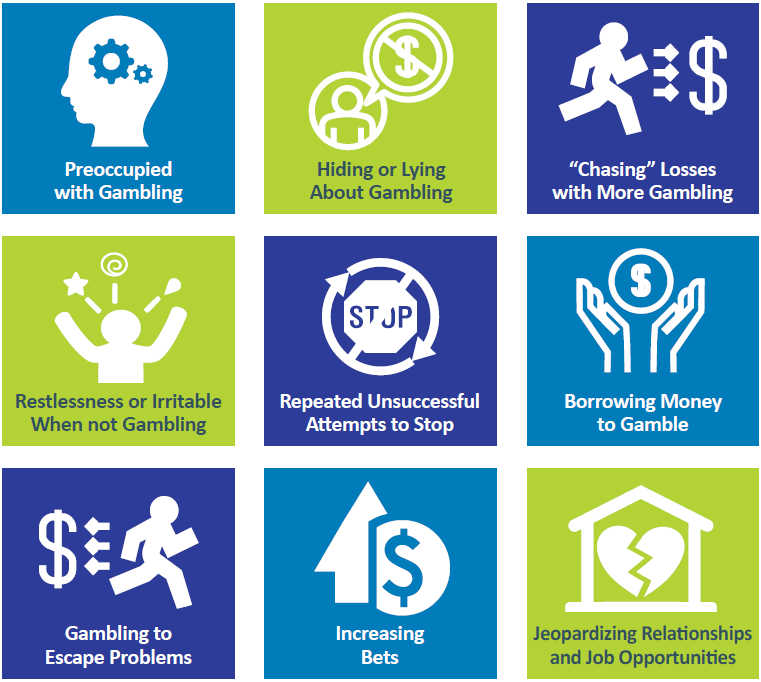 Preoccupied
with Gambling
Hiding or Lying
About Gambling
“Chasing” Losses
with More Gambling
Restlessness or Irritable
When not Gambling
STOP
Repeated Unsuccessful
Attempts to Stop
$
Borrowing Money
to Gamble
$
Gambling to
Escape Problems
$
Increasing
Bets
Jeopardizing Relationships
and Job Opportunities